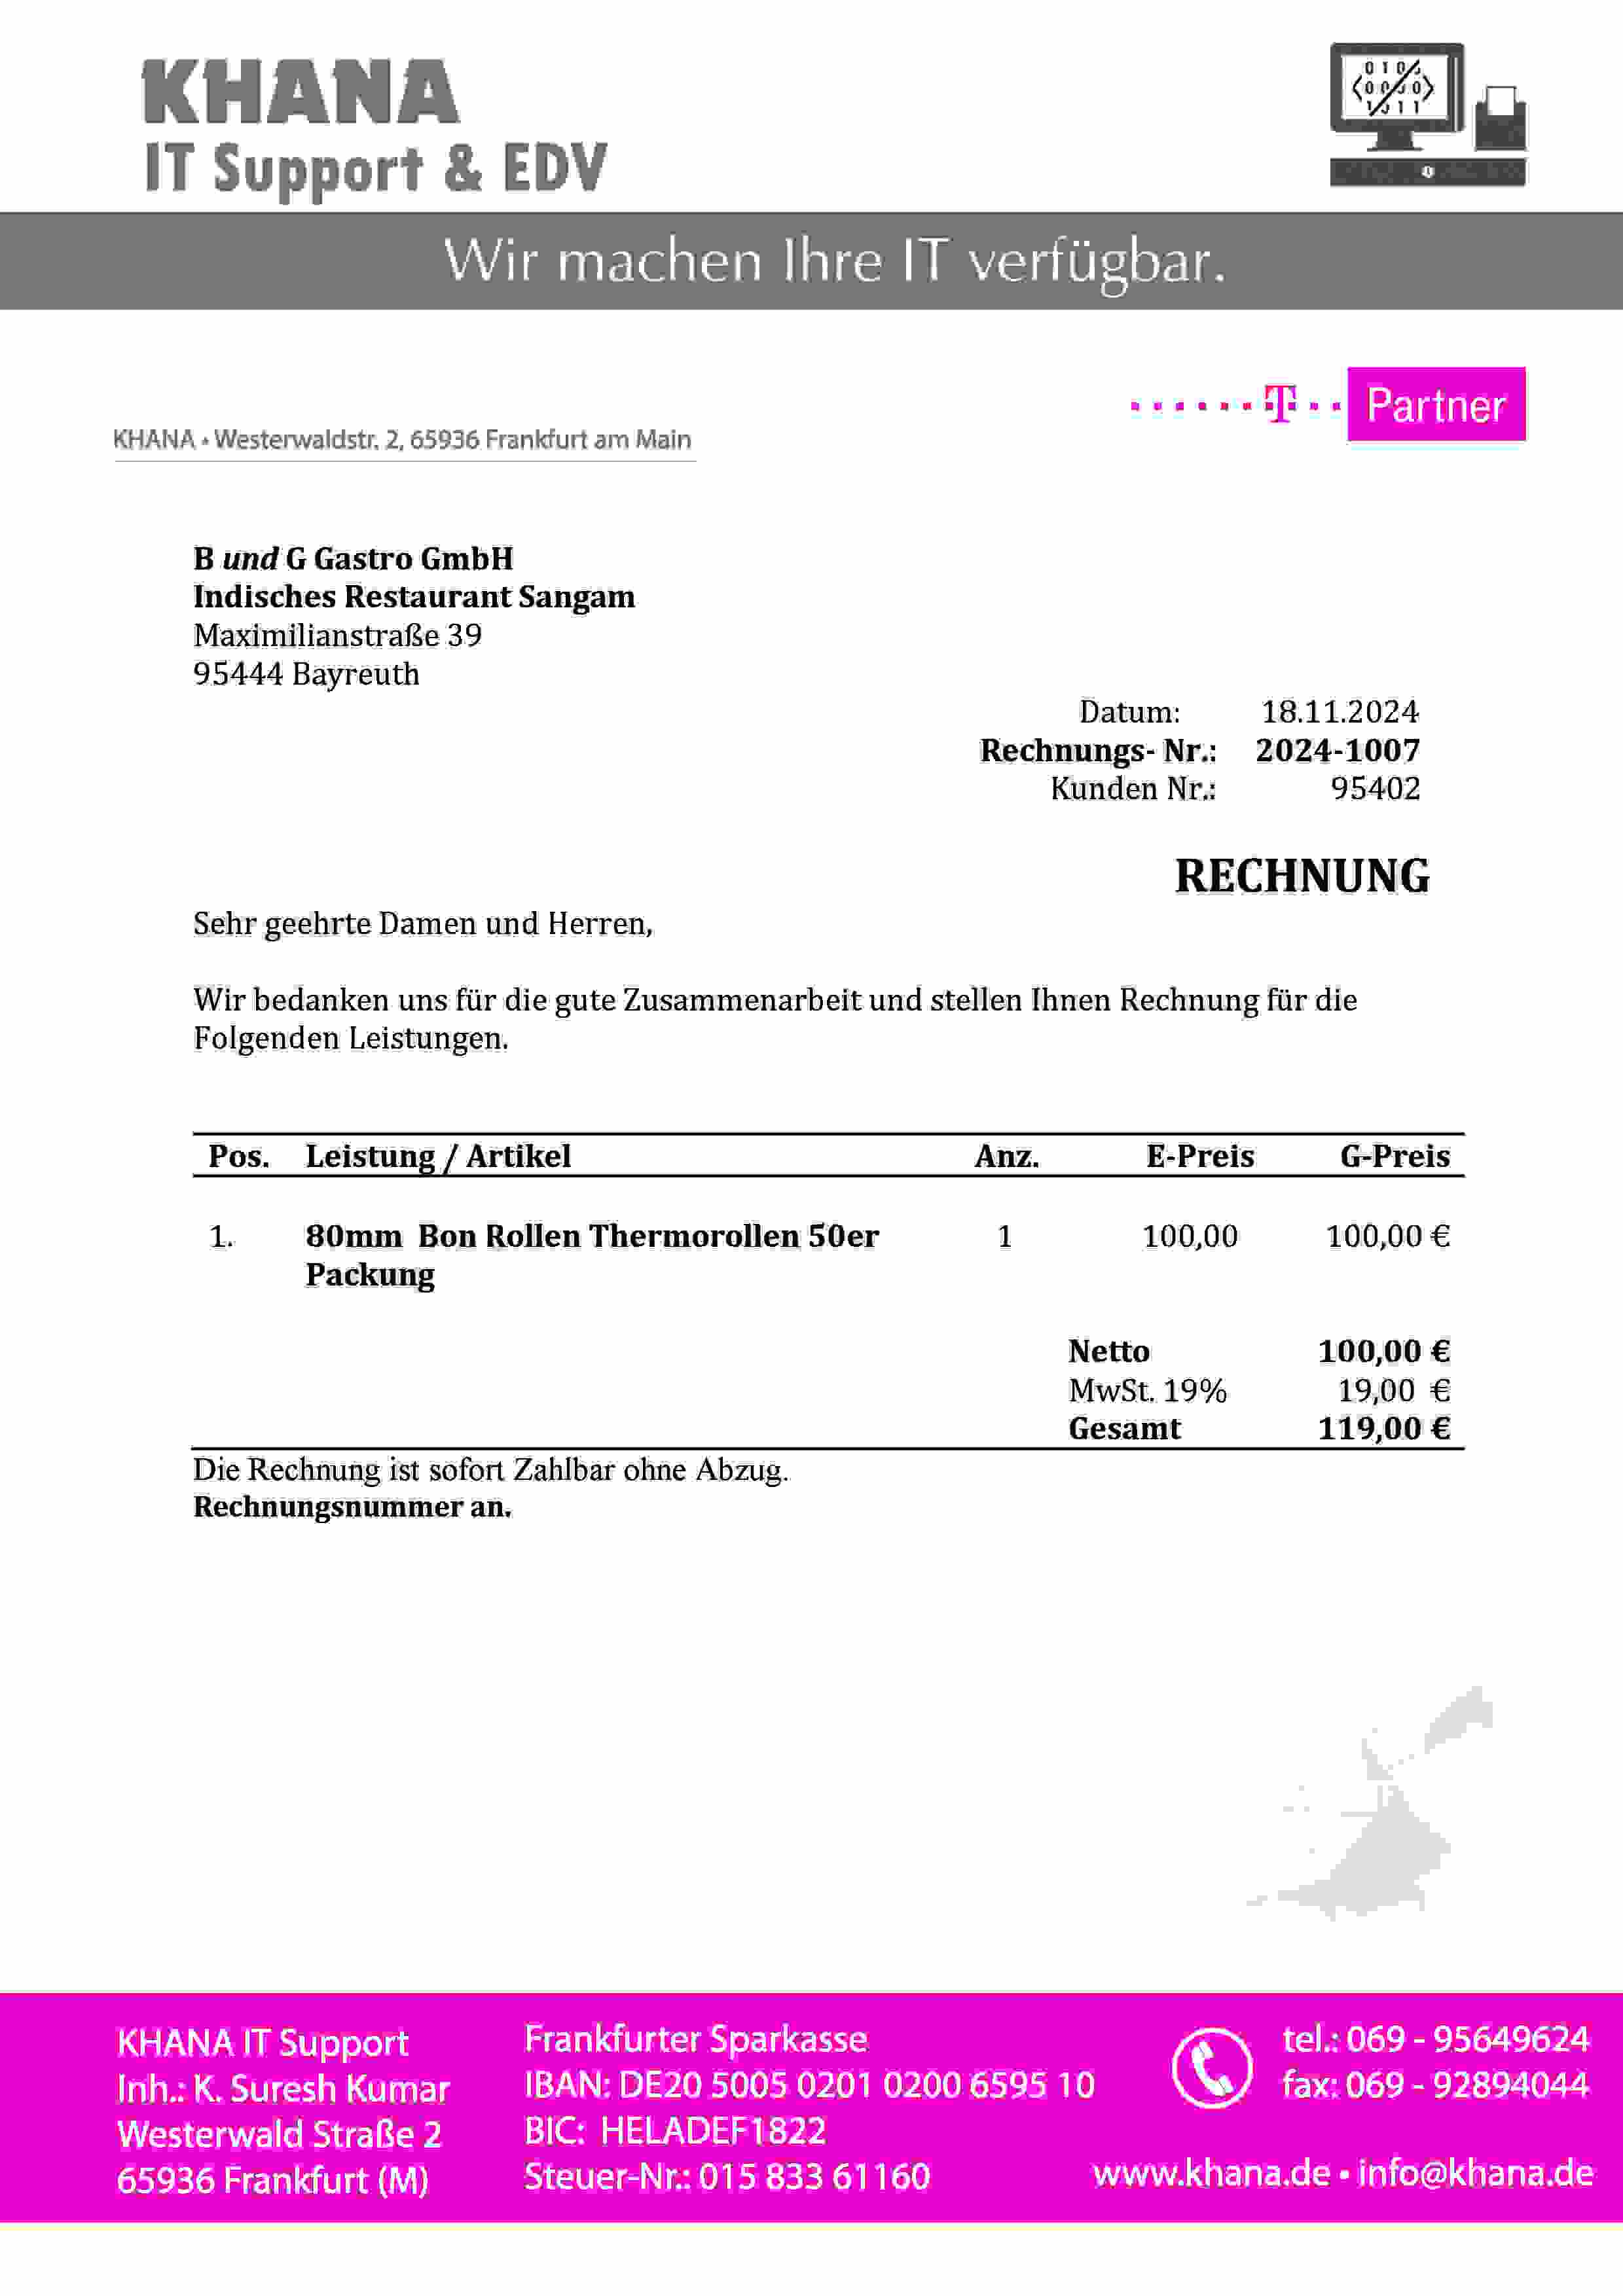 KHANA
IT Support & EDV
Wir machen Ihre IT verfügbar.
T Partner
KHANA • Westerwaldstr. 2, 65936 Frankfurt am Main
B und G Gastro GmbH
Indisches Restaurant Sangam
Maximilianstraße 39
95444 Bayreuth
Datum: 18.11.2024
Rechnungs- Nr.: 2024-1007
Kunden Nr.: 95402
RECHNUNG
Sehr geehrte Damen und Herren,
Wir bedanken uns für die gute Zusammenarbeit und stellen Ihnen Rechnung für die
Folgenden Leistungen.
Pos. Leistung / Artikel Anz. E-Preis G-Preis
1. 80mm Bon Rollen Thermorollen 50er 1 100,00 100,00 €
Packung
Netto 100,00 €
MwSt. 19% 19,00 €
Gesamt 119,00 €
Die Rechnung ist sofort Zahlbar ohne Abzug.
Rechnungsnummer an.
KHANA IT Support
Inh.: K. Suresh Kumar
Westerwald Straße 2
65936 Frankfurt (M)
Frankfurter Sparkasse
IBAN: DE20 5005 0201 0200 6595 10
BIC: HELADEF1822
Steuer-Nr.: 015 833 61160
tel.: 069 - 95649624
fax: 069 - 92894044
www.khana.de • info@khana.de